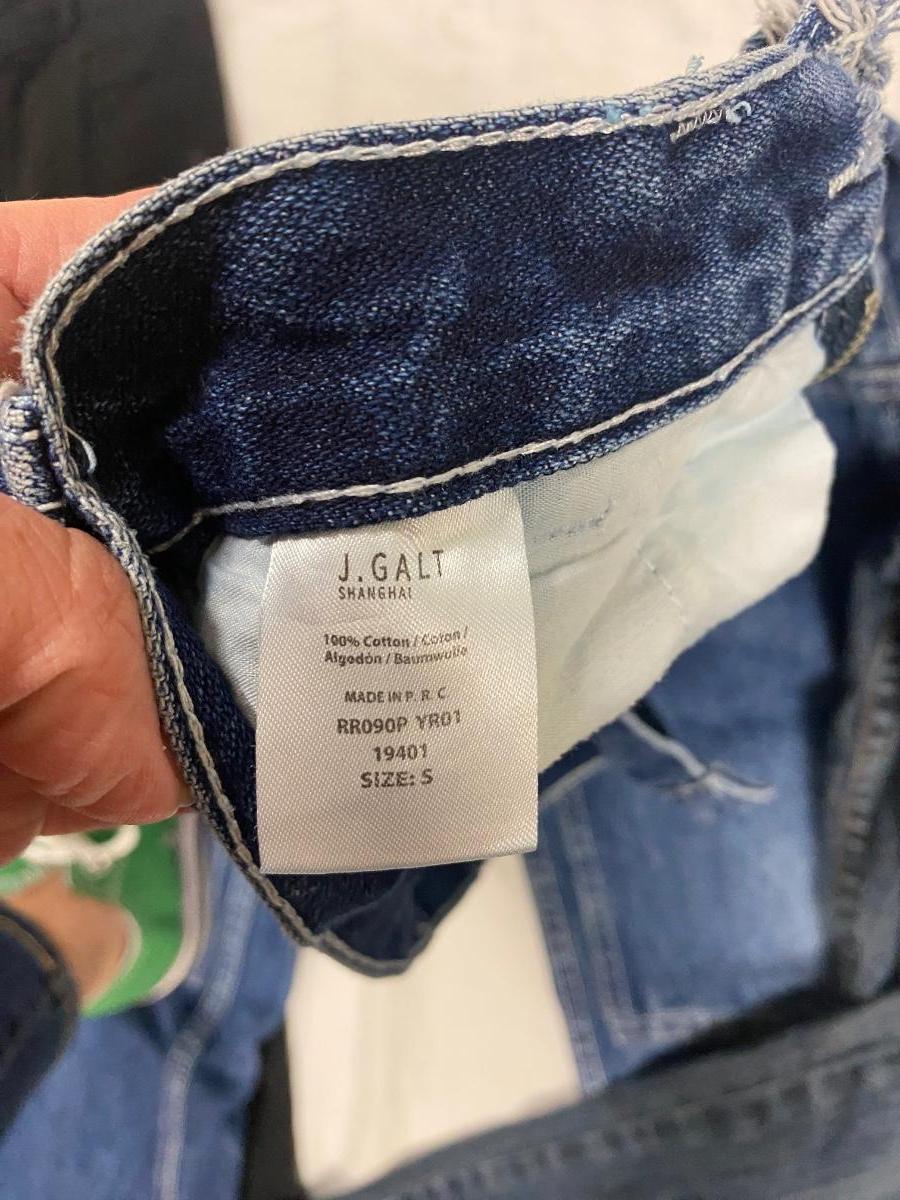 J.GALT
SHANGHAI
100% Cotton / Coton /
Algodón / Baumwolle
MADE IN P. R. C
RR090P YR01
19401
SIZE: S